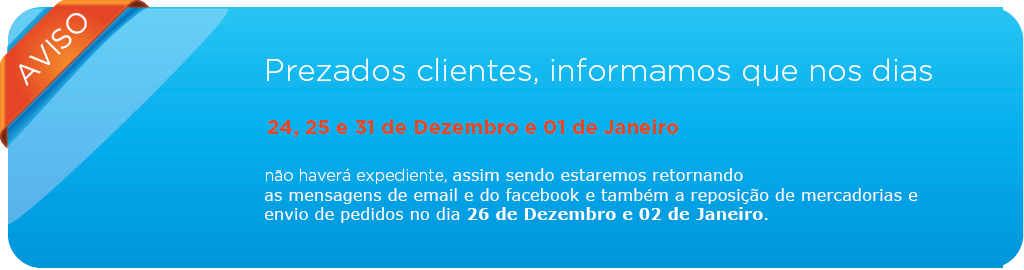 AVISO
Prezados clientes, informamos que nos dias
24, 25 e 31 de Dezembro e 01 de Janeiro
não haverá expediente, assim sendo estaremos retornando
as mensagens de email e do facebook e também a reposição de mercadorias e
envio de pedidos no dia 26 de Dezembro e 02 de Janeiro.